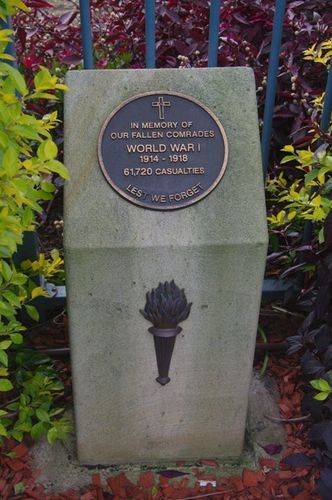 IN MEMORY OF
OUR FALLEN COMRADES
WORLD WAR I
1914 - 1918
61,720 CASUALTIES
LEST WE FORGET